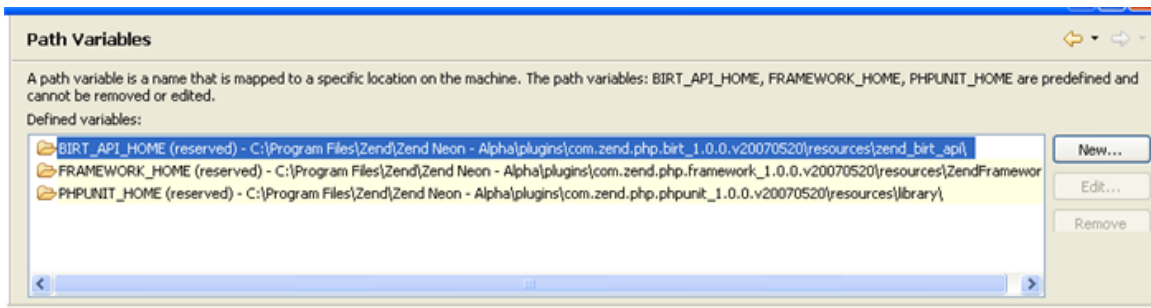 Path Variables
A path variable is a name that is mapped to a specific location on the machine. The path variables: BIRT_API_HOME, FRAMEWORK_HOME, PHPUNIT_HOME are predefined and
cannot be removed or edited.
Defined variables:
BIRT_API_HOME (reserved) - C:\Program Files\Zend\Zend Neon - Alpha\plugins\com.zend.php.birt_1.0.0.v20070520\resources\zend_birt_api\
New...
FRAMEWORK_HOME (reserved) - C:\Program Files\Zend\Zend Neon - Alpha\plugins\com.zend.php.framework_1.0.0.v20070520\resources\ZendFramewor
Edit...
PHPUNIT_HOME (reserved) - C:\Program Files\Zend\Zend Neon - Alpha\plugins\com.zend.php.phpunit_1.0.0.v20070520\resources\library\
Remove